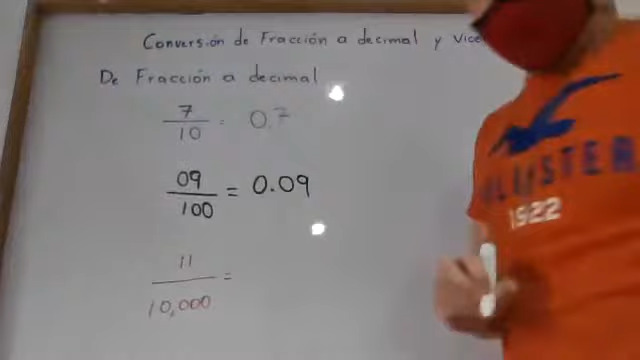 Conversión de Fracción a decimal y Vice
De Fracción a decimal
7/10 = 0.7
09/100 = 0.09
11/10,000 =
1922